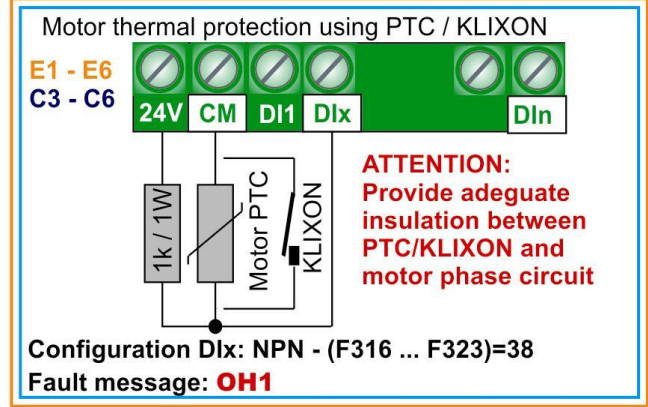 Motor thermal protection using PTC / KLIXON
E1 - E6
C3 - C6
24V CM DI1 DIx DIn
1k / 1W
Motor PTC
KLIXON
ATTENTION:
Provide adeguate
insulation between
PTC/KLIXON and
motor phase circuit
Configuration DIx: NPN - (F316 ... F323)=38
Fault message: OH1